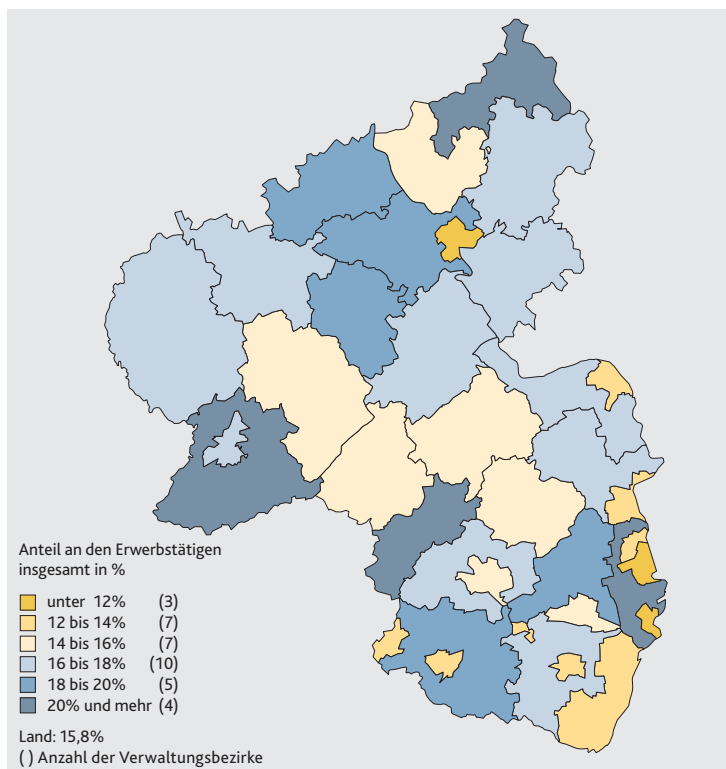 Anteil an den Erwerbstätigen
insgesamt in %
unter 12% (3)
12 bis 14% (7)
14 bis 16% (7)
16 bis 18% (10)
18 bis 20% (5)
20% und mehr (4)
Land: 15,8%
( ) Anzahl der Verwaltungsbezirke